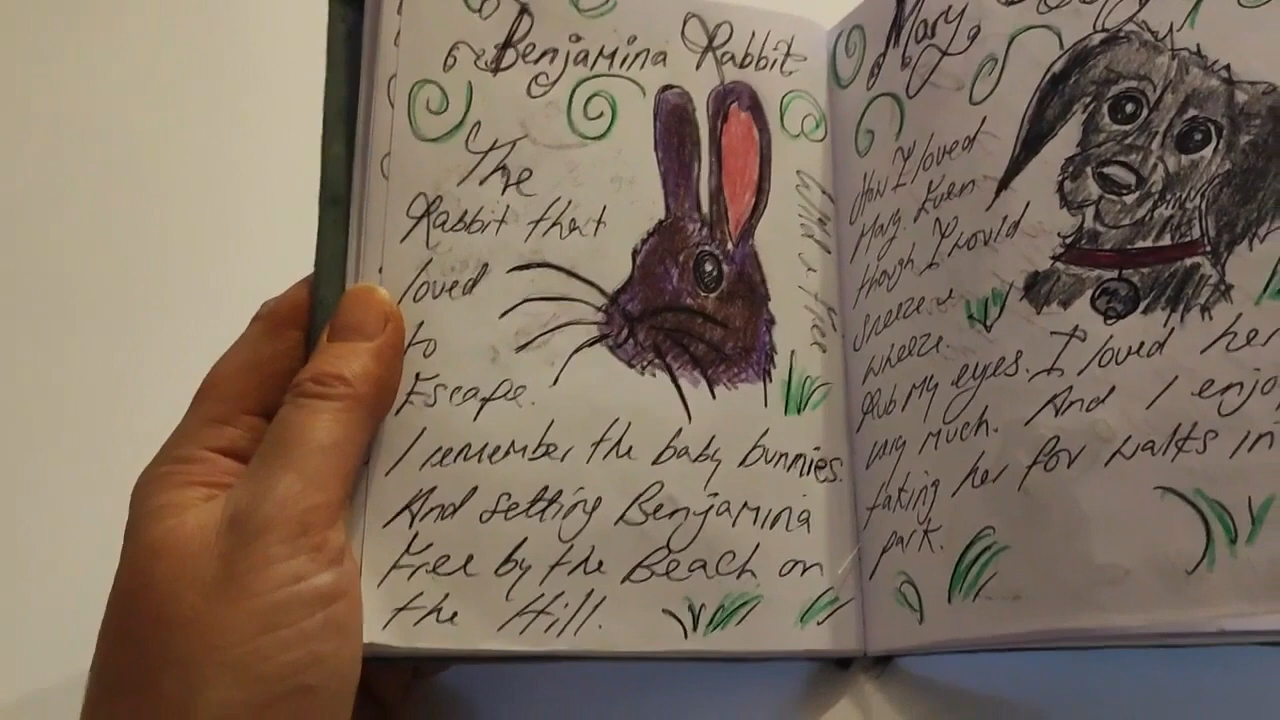 Benjamina Rabbit
The
Rabbit that
loved
to
Escape.
I remember the baby bunnies.
And setting Benjamina
Free by the Beach on
the Hill.
Wild & Free
Mary
How I loved
Mary. Even
though I would
sneeze &
wheeze
Rub My eyes. I loved her
very much. And I enjo
taking her for walks in
park.